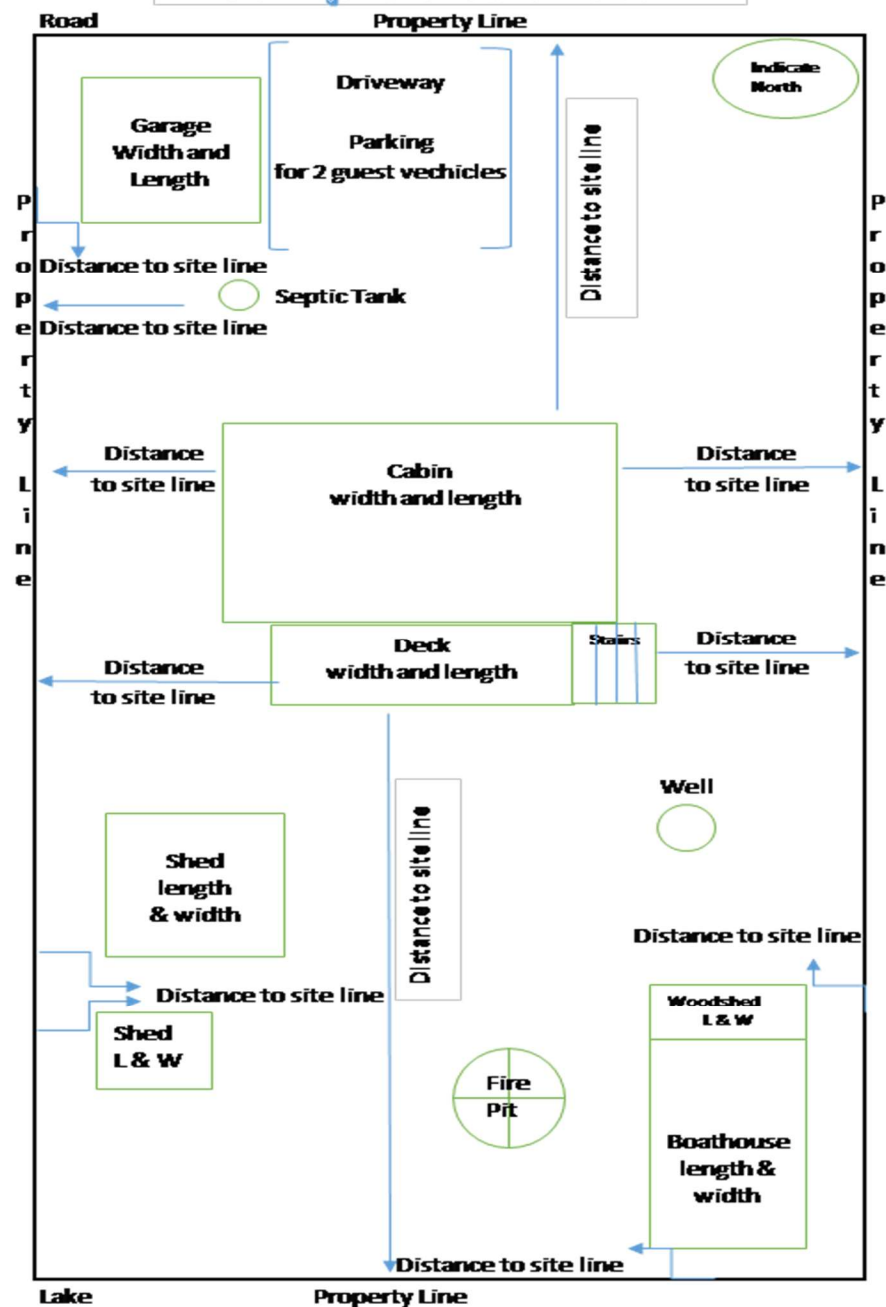 Road
Property Line
Driveway
Indicate
North
Garage
Width and
Length
Parking
for 2 guest vechicles
Distance to site line
Property Line
Property Line
Distance to site line
Septic Tank
Distance to site line
Distance
to site line
Cabin
width and length
Distance
to site line
Deck
width and length
Stairs
Distance
to site line
Distance
to site line
Well
Distance to site line
Shed
length
& width
Distance to site line
Distance to site line
Woodshed
L & W
Shed
L & W
Fire
Pit
Boathouse
length &
width
Distance to site line
Lake
Property Line